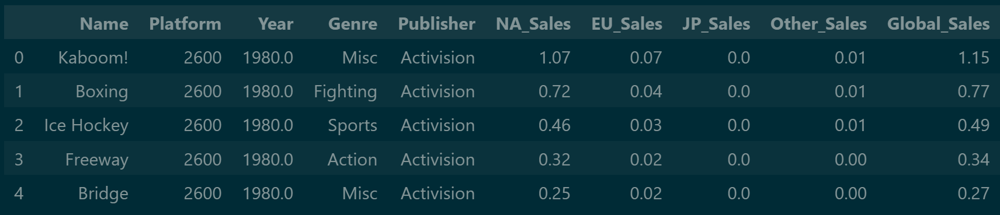 Name Platform Year Genre Publisher NA_Sales EU_Sales JP_Sales Other_Sales Global_Sales
0 Kaboom! 2600 1980.0 Misc Activision 1.07 0.07 0.0 0.01 1.15
1 Boxing 2600 1980.0 Fighting Activision 0.72 0.04 0.0 0.01 0.77
2 Ice Hockey 2600 1980.0 Sports Activision 0.46 0.03 0.0 0.01 0.49
3 Freeway 2600 1980.0 Action Activision 0.32 0.02 0.0 0.00 0.34
4 Bridge 2600 1980.0 Misc Activision 0.25 0.02 0.0 0.00 0.27